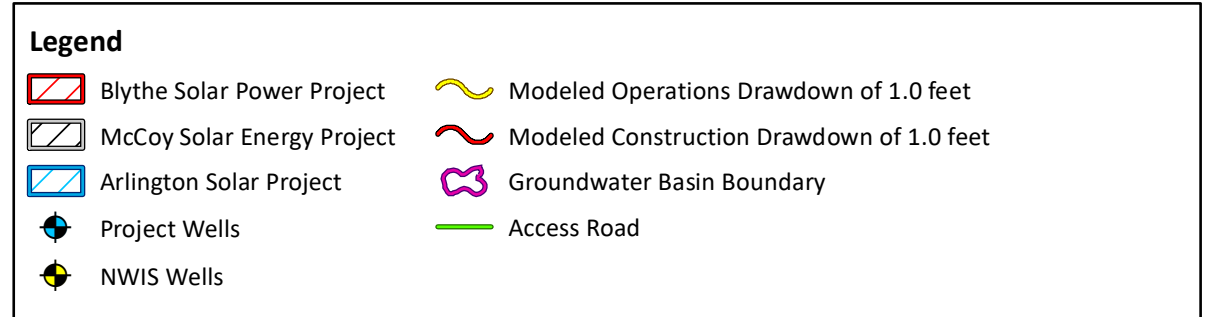 Legend
Blythe Solar Power Project
McCoy Solar Energy Project
Arlington Solar Project
Project Wells
NWIS Wells
Modeled Operations Drawdown of 1.0 feet
Modeled Construction Drawdown of 1.0 feet
Groundwater Basin Boundary
Access Road